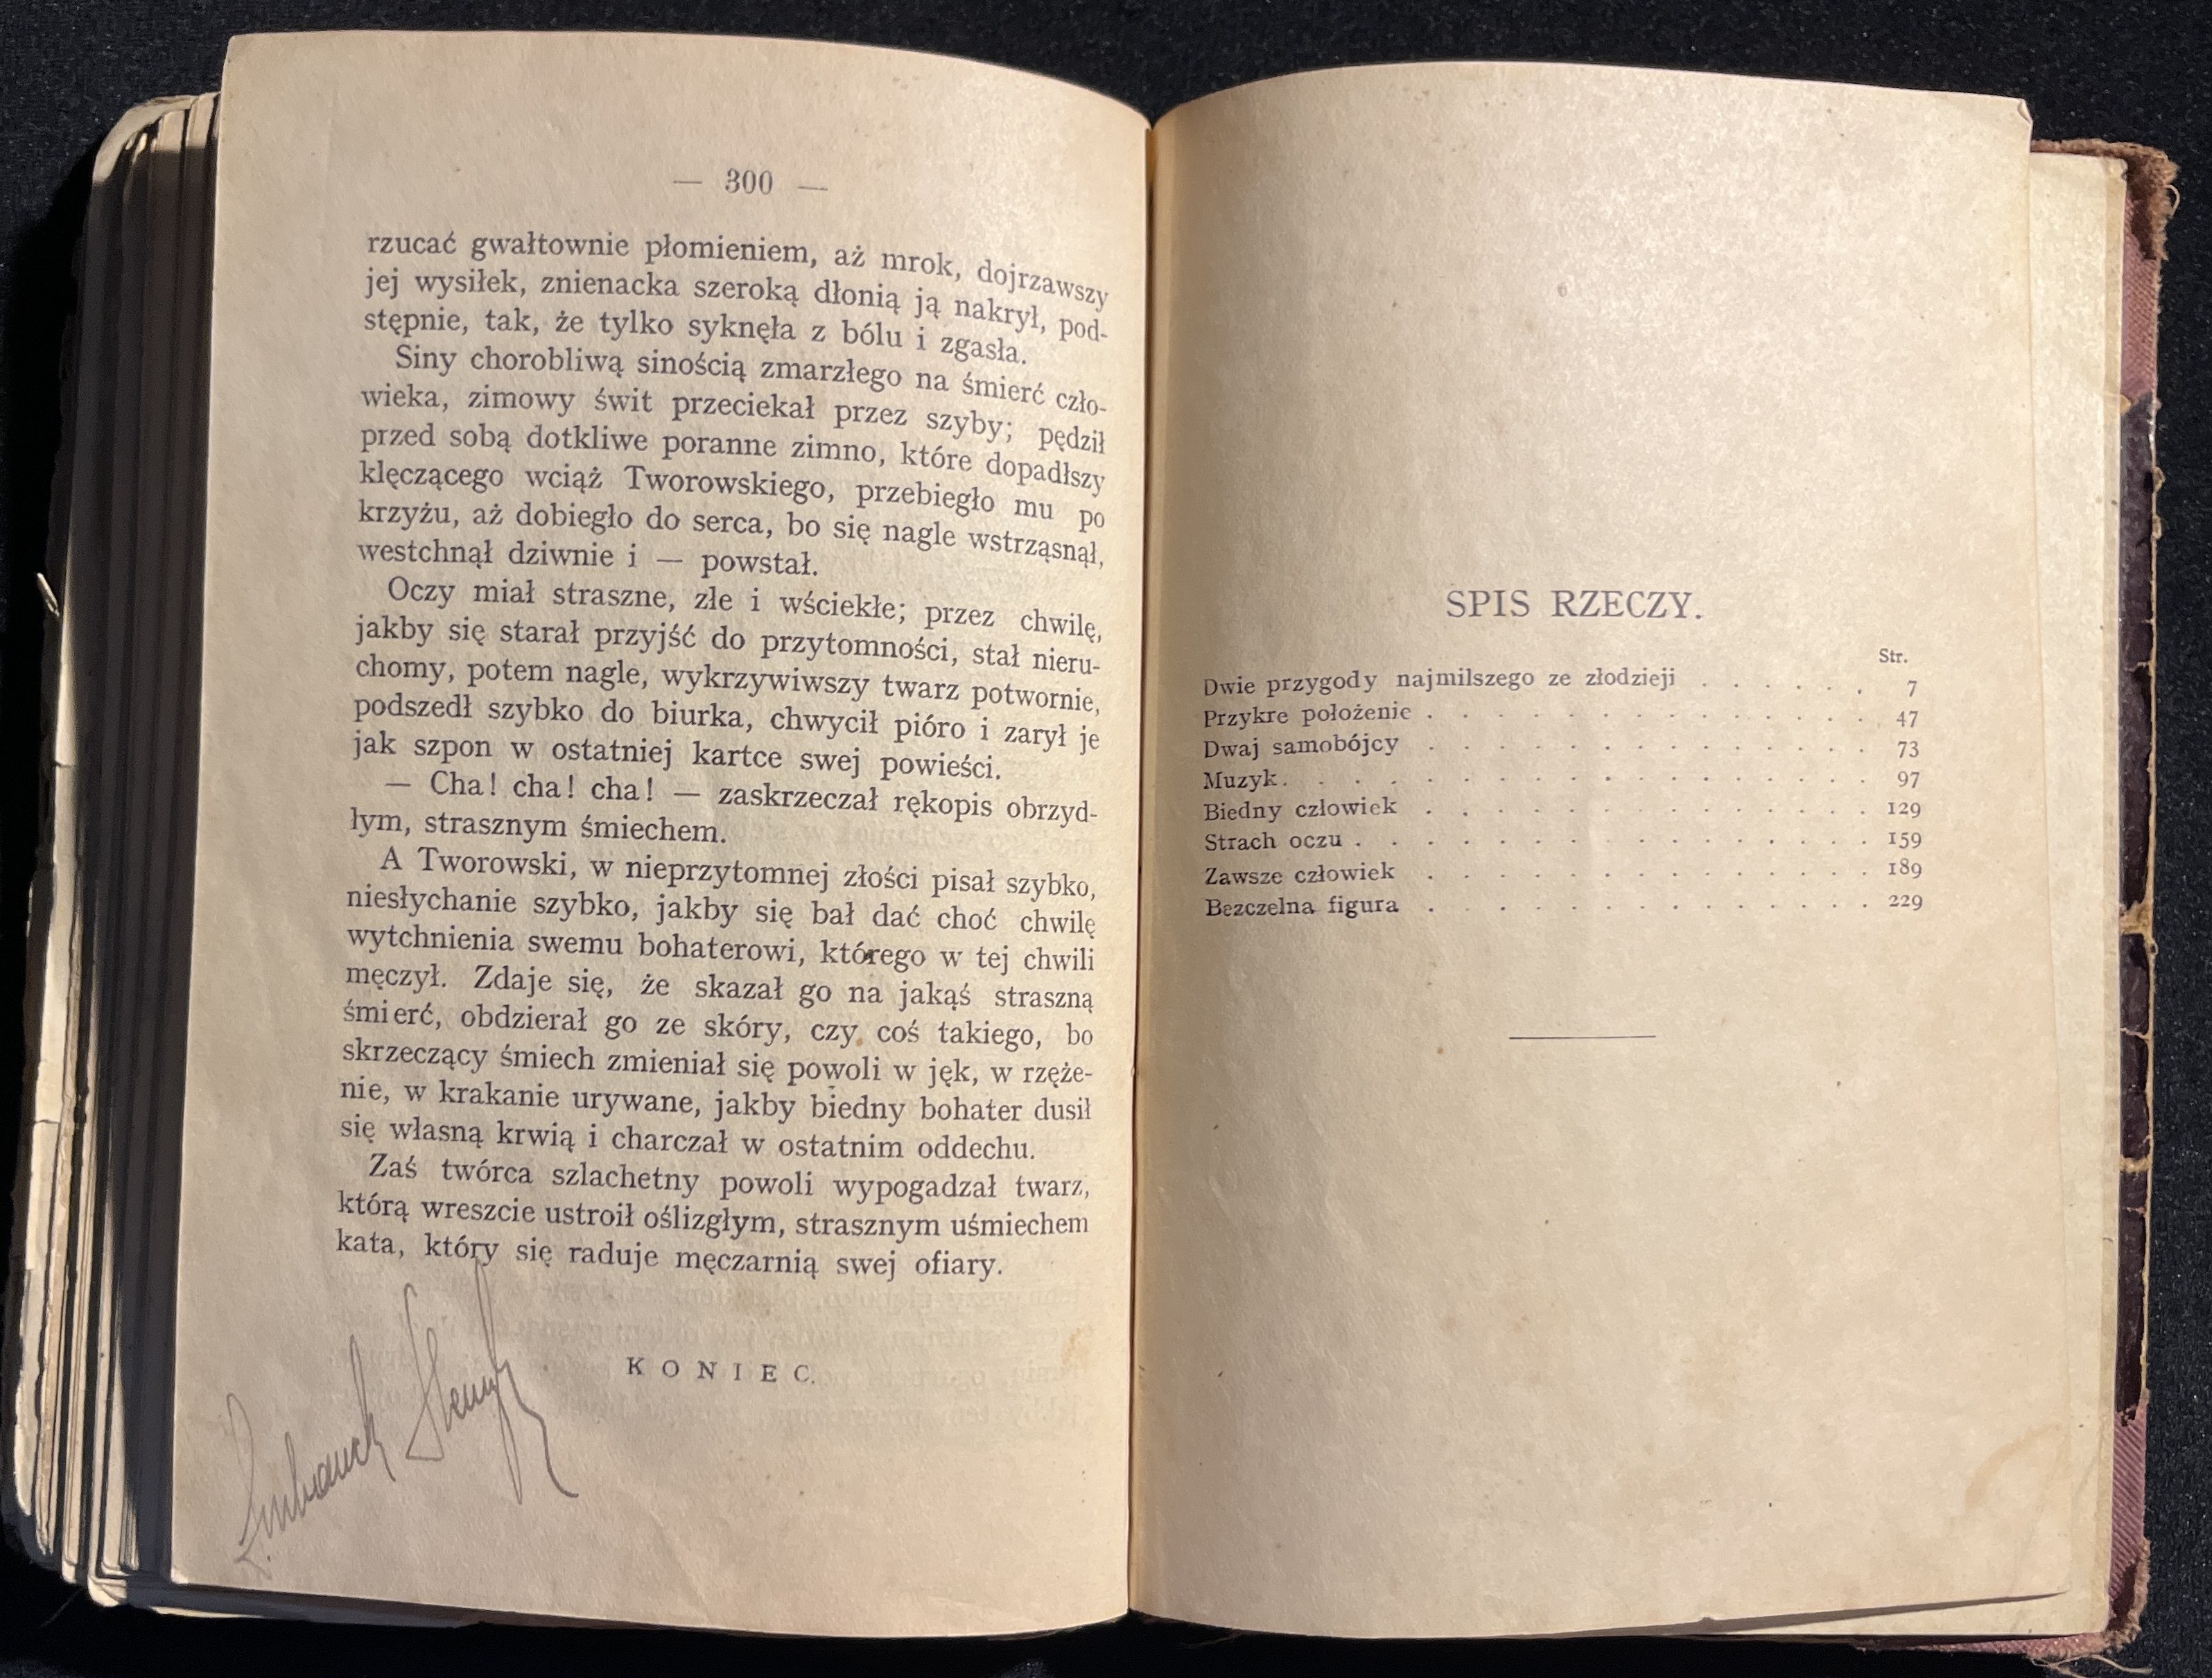 — 300 —
rzucać gwałtownie płomieniem, aż mrok, dojrzawszy
jej wysiłek, znienacka szeroką dłonią ją nakrył, pod-
stępnie, tak, że tylko syknęła z bólu i zgasła.
Siny chorobliwą sinością zmarzłego na śmierć czło-
wieka, zimowy świt przeciekał przez szyby; pędził
przed sobą dotkliwe poranne zimno, które dopadłszy
klęczącego wciąż Tworowskiego, przebiegło mu po
krzyżu, aż dobiegło do serca, bo się nagle wstrząsnął,
westchnął dziwnie i — powstał.
Oczy miał straszne, złe i wściekłe; przez chwilę,
jakby się starał przyjść do przytomności, stał nieru-
chomy, potem nagle, wykrzywiwszy twarz potwornie,
podszedł szybko do biurka, chwycił pióro i zarył je
jak szpon w ostatniej kartce swej powieści.
— Cha! cha! cha! — zaskrzeczał rękopis obrzyd-
łym, strasznym śmiechem.
A Tworowski, w nieprzytomnej złości pisał szybko,
niesłychanie szybko, jakby się bał dać choć chwilę
wytchnienia swemu bohaterowi, którego w tej chwili
męczył. Zdaje się, że skazał go na jakąś straszną
śmierć, obdzierał go ze skóry, czy coś takiego, bo
skrzeczący śmiech zmieniał się powoli w jęk, w rzęże-
nie, w krakanie urywane, jakby biedny bohater dusił
się własną krwią i charczał w ostatnim oddechu.
Zaś twórca szlachetny powoli wypogadzał twarz,
którą wreszcie ustroił oślizgłym, strasznym uśmiechem
kata, który się raduje męczarnią swej ofiary.
KONIEC.
SPIS RZECZY.
Str.
Dwie przygody najmilszego ze złodzieji . . . . . . 7
Przykre położenie . . . . . . . . . . . . . . 47
Dwaj samobójcy . . . . . . . . . . . . . . 73
Muzyk . . . . . . . . . . . . . . . . . 97
Biedny człowiek . . . . . . . . . . . . . . 129
Strach oczu . . . . . . . . . . . . . . . 159
Zawsze człowiek . . . . . . . . . . . . . . 189
Bezczelna figura . . . . . . . . . . . . . . 229